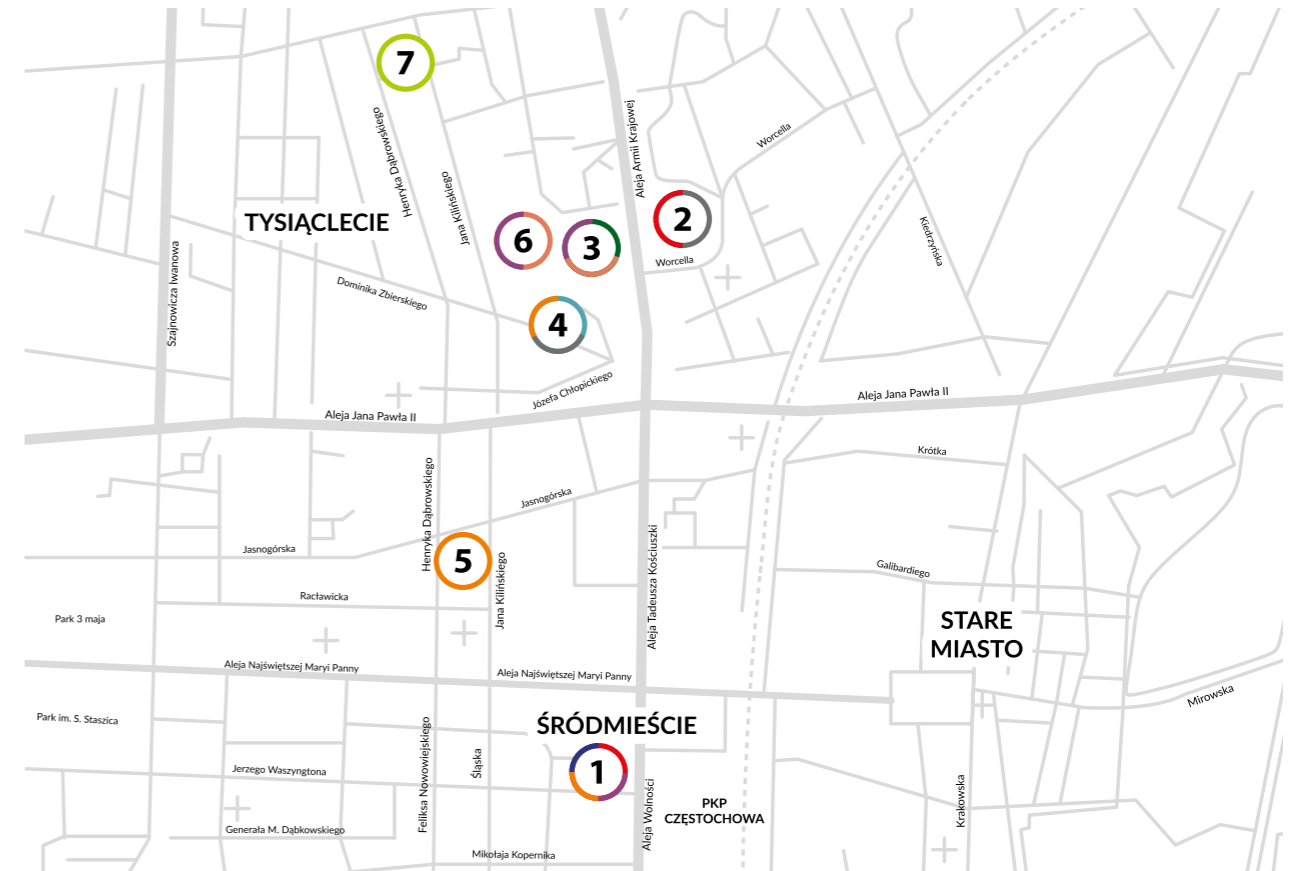 7
Henryka Dąbrowskiego
Aleja Armii Krajowej
Worcella
Jana Kilińskiego
TYSIĄCLECIE
2
6
3
Kiedrzyńska
Worcella
Szajnowicza Iwanowa
Dominika Zbierskiego
4
Józefa Chłopickiego
Aleja Jana Pawła II
Aleja Jana Pawła II
Krótka
Henryka Dąbrowskiego
Jasnogórska
Jasnogórska
5
Jana Kilińskiego
Aleja Tadeusza Kościuszki
Galibardiego
Racławicka
Park 3 maja
STARE
MIASTO
Aleja Najświętszej Maryi Panny
Aleja Najświętszej Maryi Panny
Mirowska
Park im. S. Staszica
ŚRÓDMIEŚCIE
Feliksa Nowowiejskiego
Śląska
1
Jerzego Waszyngtona
Aleja Wolności
PKP
CZĘSTOCHOWA
Krakowska
Generała M. Dąbkowskiego
Mikołaja Kopernika